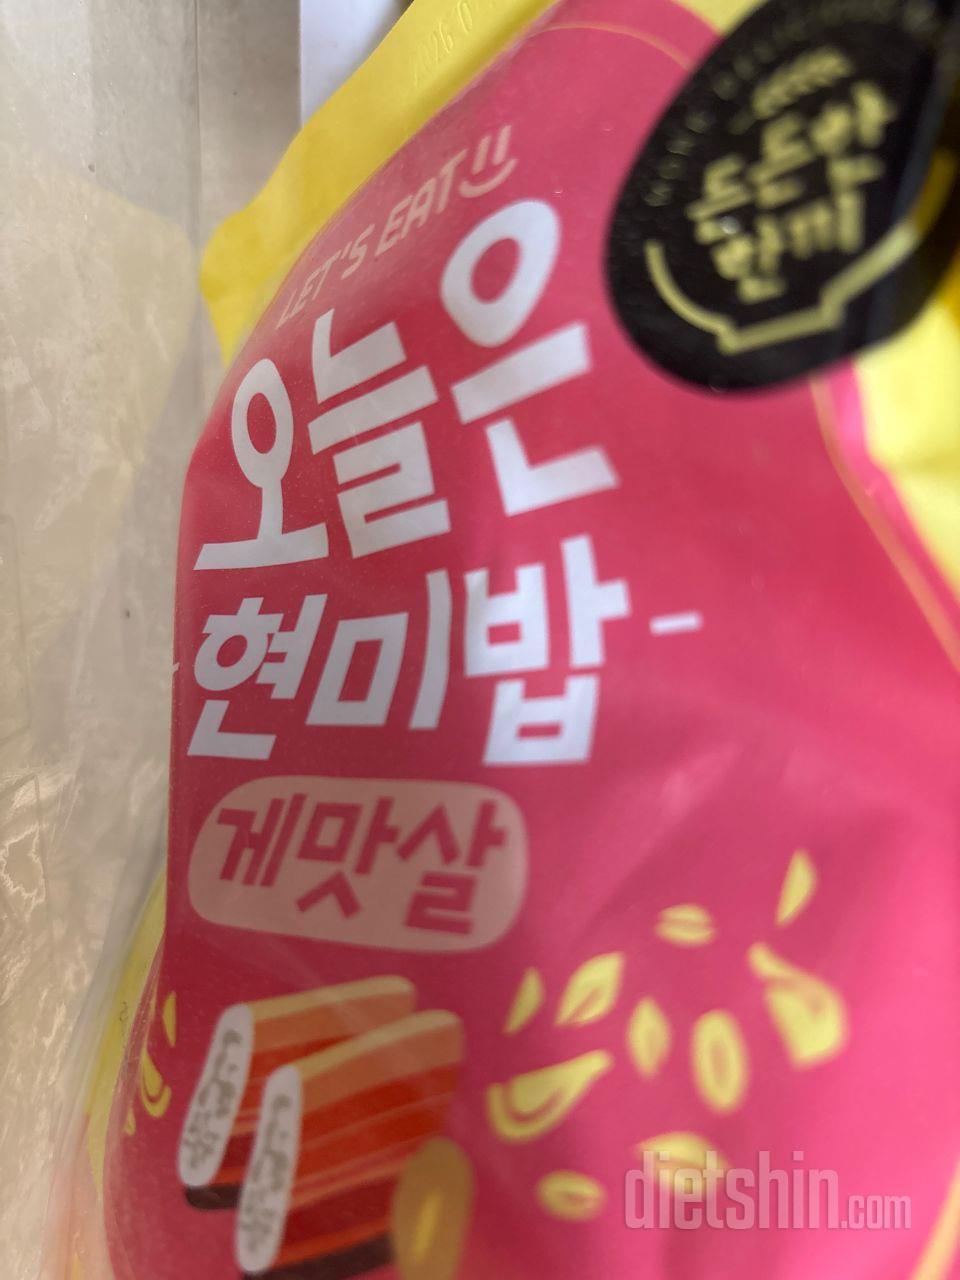 LET'S EAT
오늘은
현미밥
게맛살
든든한
한끼
dietshin.com